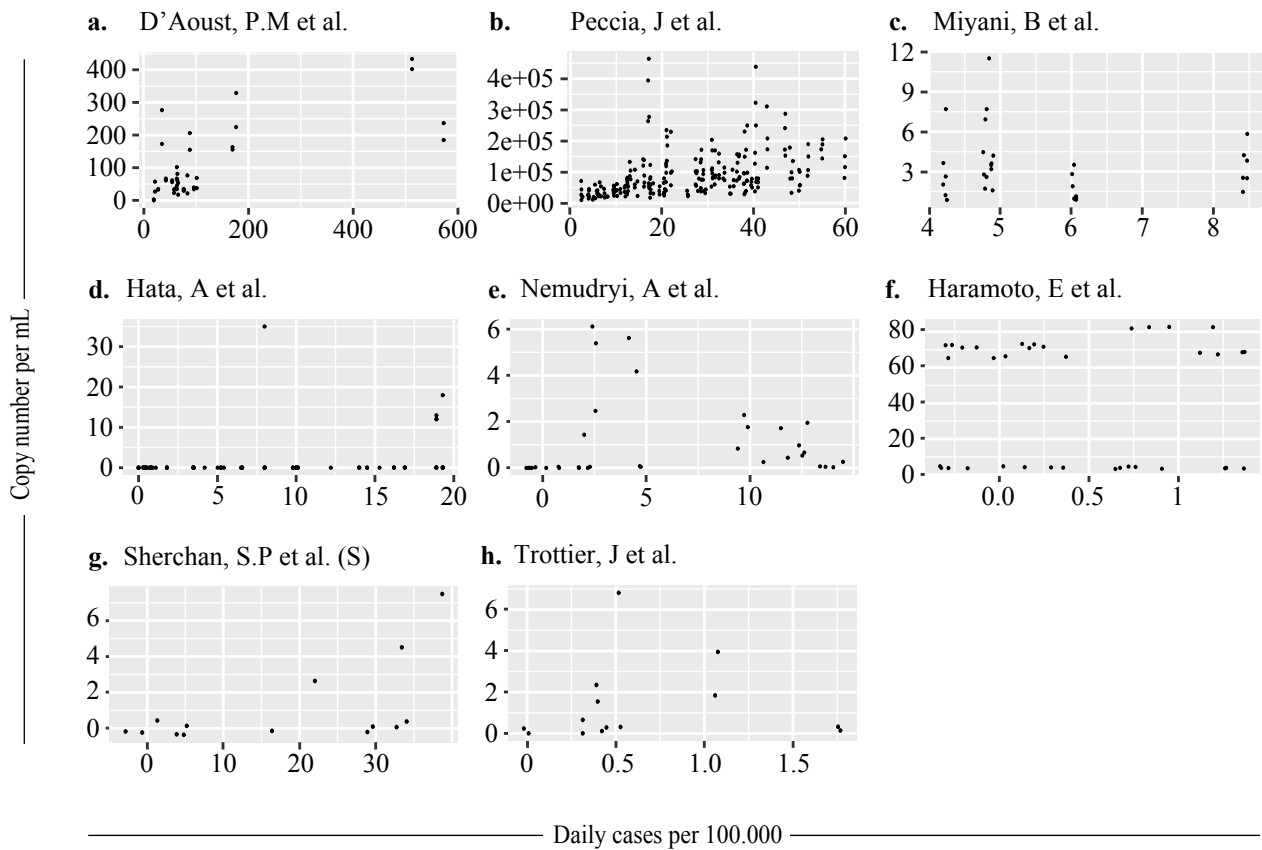 a. D’Aoust, P.M et al.
b. Peccia, J et al.
c. Miyani, B et al.
400
300
200
100
0
0 200 400 600
4e+05
3e+05
2e+05
1e+05
0e+00
0 20 40 60
12
9
6
3
4 5 6 7 8
d. Hata, A et al.
e. Nemudryi, A et al.
f. Haramoto, E et al.
30
20
10
0
0 5 10 15 20
6
4
2
0
0 5 10
80
60
40
20
0
0.0 0.5 1
g. Sherchan, S.P et al. (S)
h. Trottier, J et al.
6
4
2
0
0 10 20 30
6
4
2
0
0 0.5 1.0 1.5
Copy number per mL
Daily cases per 100.000